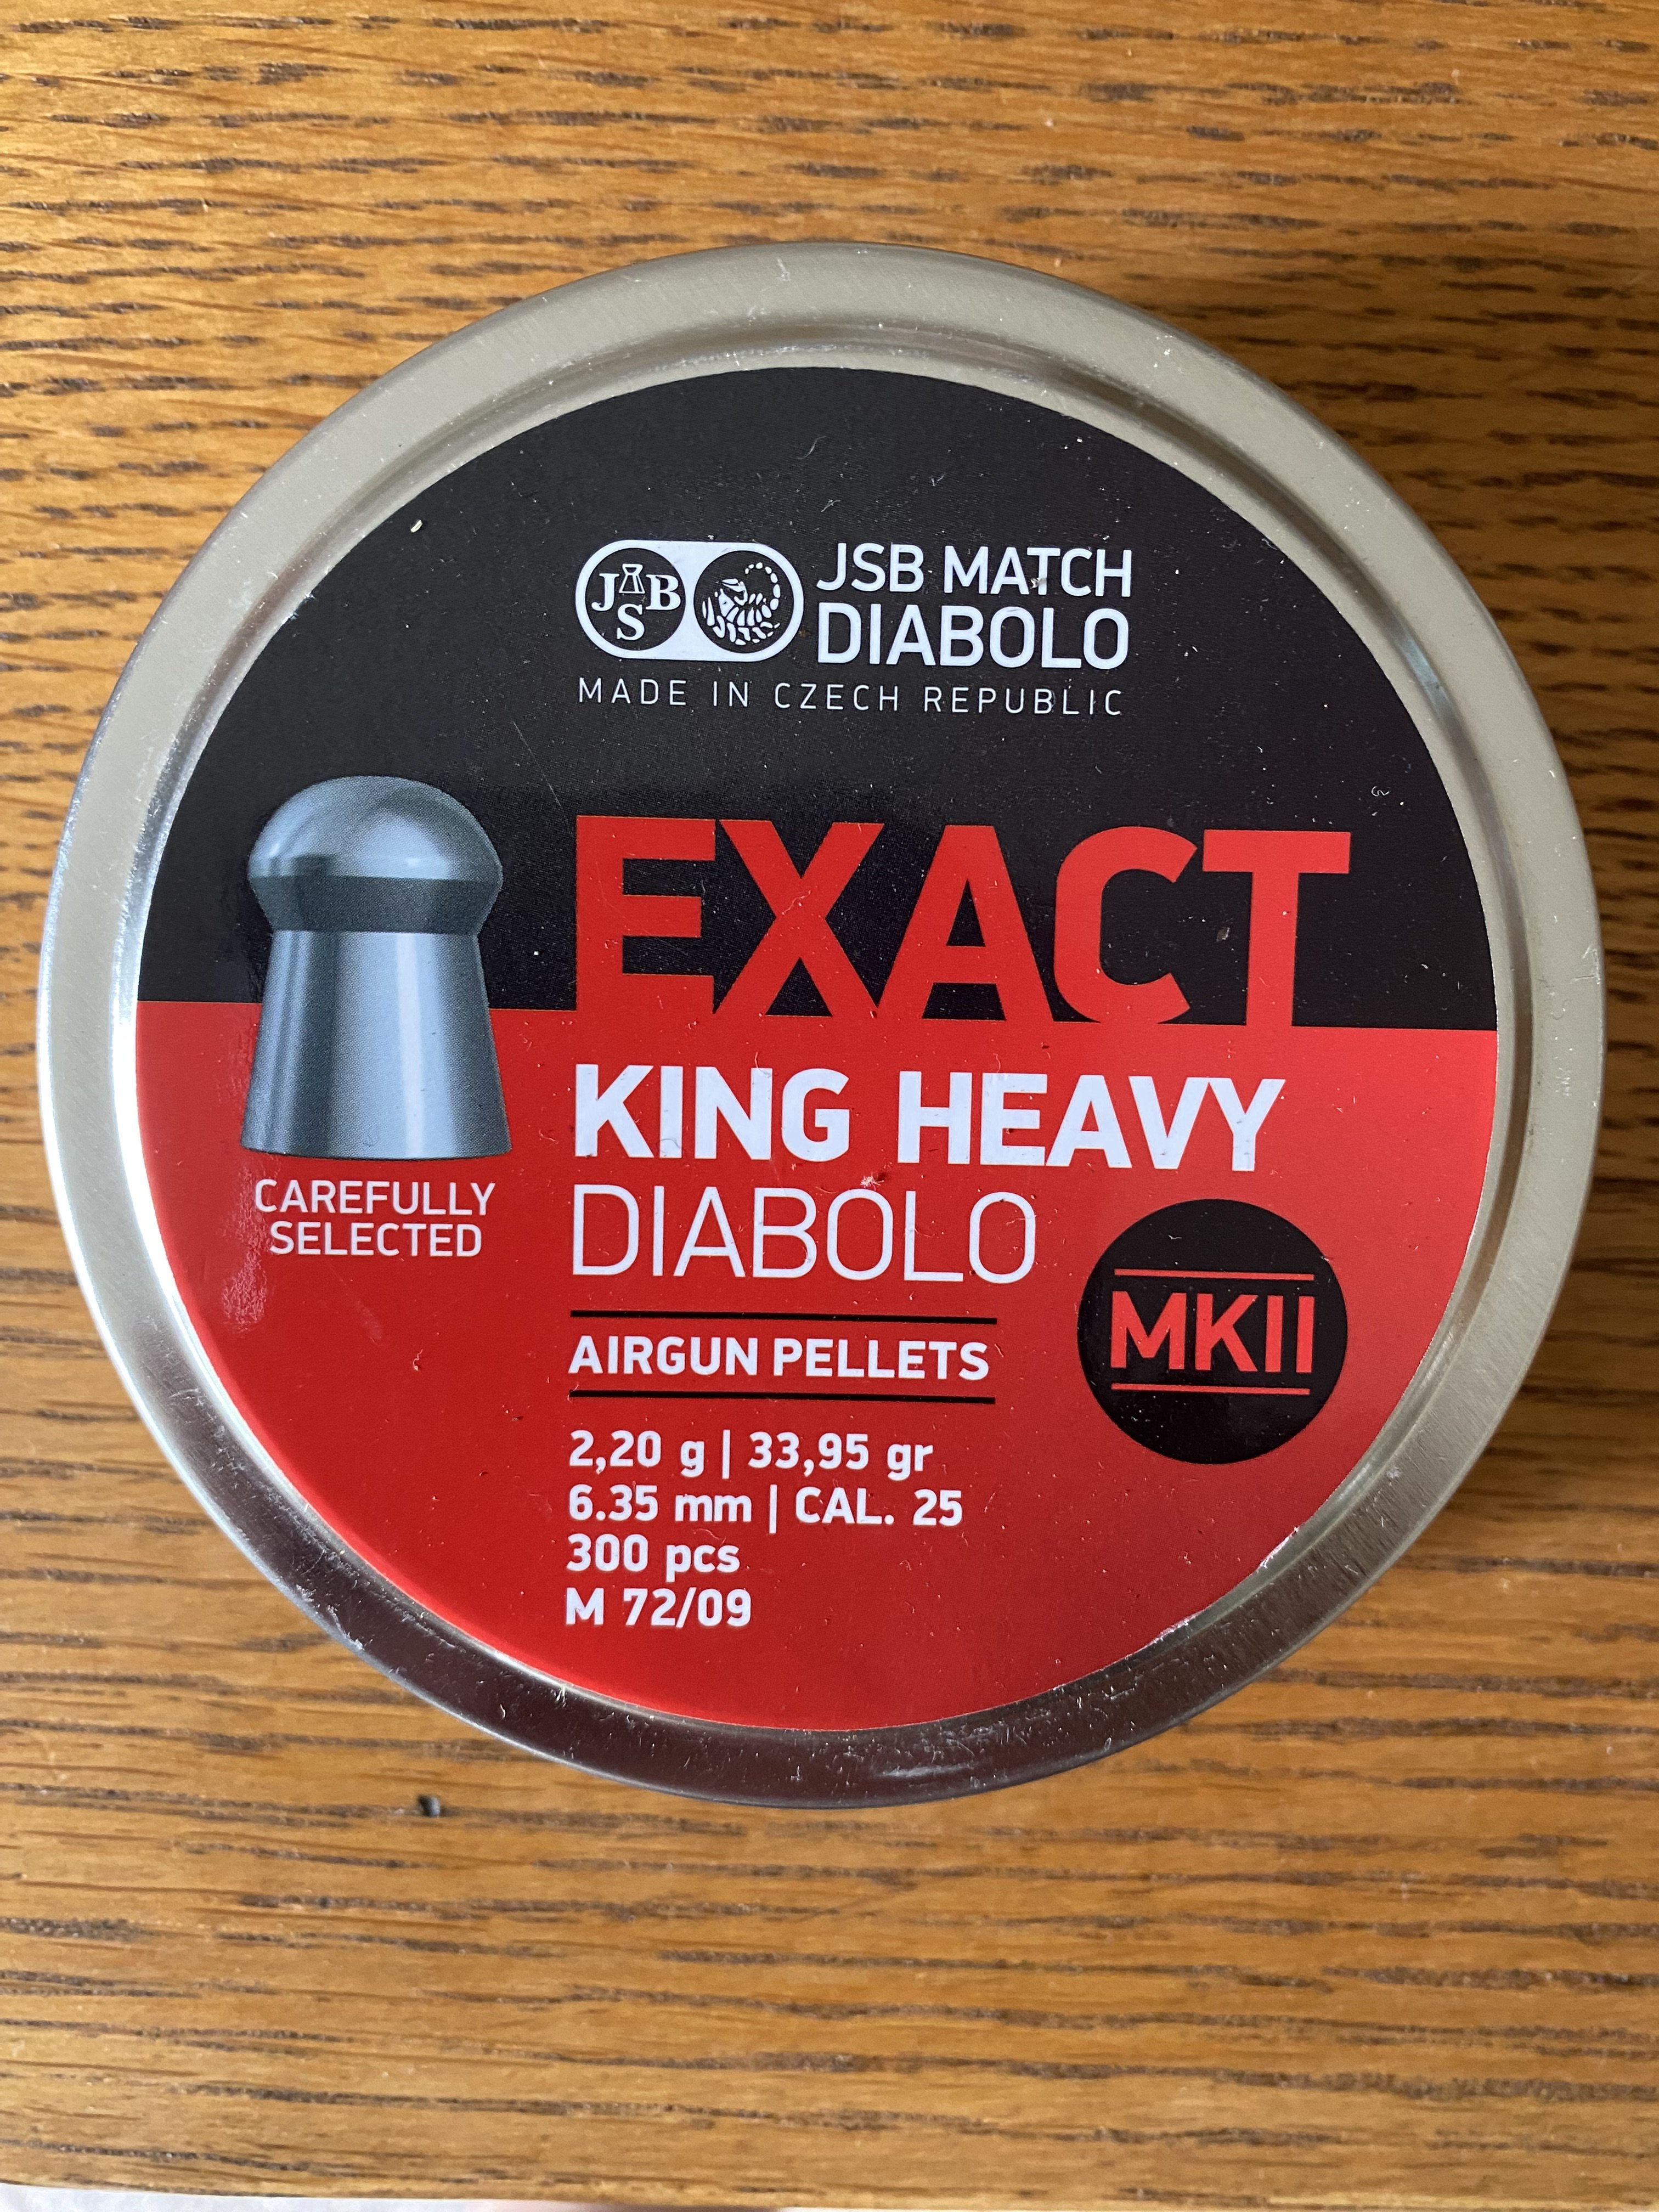 JSB
JSB MATCH
DIABOLO
MADE IN CZECH REPUBLIC
EXACT
KING HEAVY
DIABOLO
CAREFULLY
SELECTED
MKII
AIRGUN PELLETS
2,20 g | 33,95 gr
6.35 mm | CAL. 25
300 pcs
M 72/09